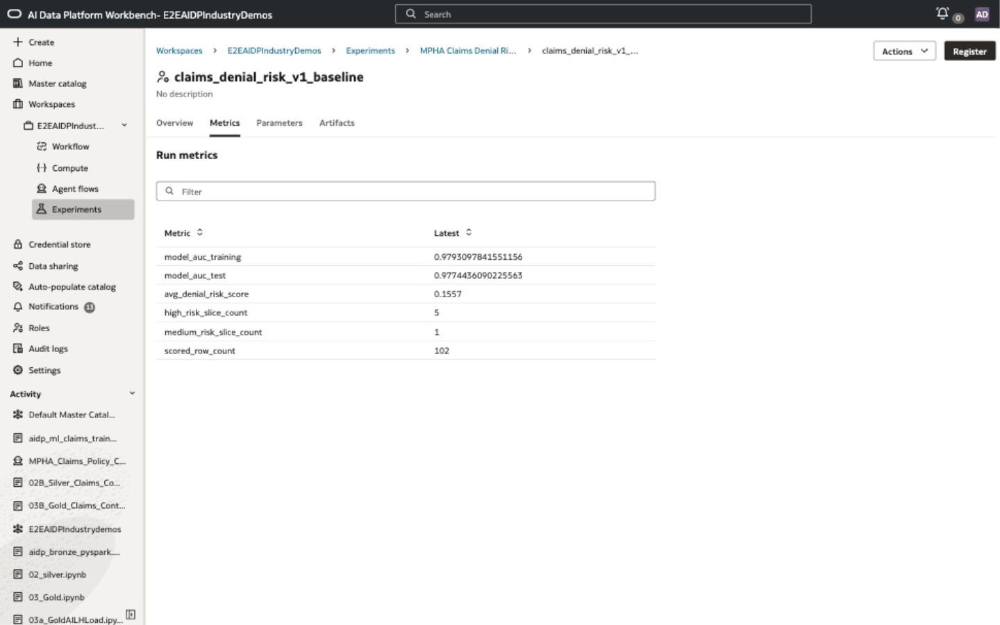 AI Data Platform Workbench- E2EAIDPIndustryDemos
Search
0
AD
Create
Home
Master catalog
Workspaces
E2EAIDPIndust...
Workflow
Compute
Agent flows
Experiments
Credential store
Data sharing
Auto-populate catalog
Notifications 13
Roles
Audit logs
Settings
Activity
Default Master Catal...
aidp_ml_claims_train...
MPHA_Claims_Policy_C...
02B_Silver_Claims_Co...
03B_Gold_Claims_Cont...
E2EAIDPIndustrydemos
aidp_bronze_pyspark....
02_silver.ipynb
03_Gold.ipynb
03a_GoldAILHLoad.ipy...
Workspaces > E2EAIDPIndustryDemos > Experiments > MPHA Claims Denial Ri... > claims_denial_risk_v1_...
Actions
Register
claims_denial_risk_v1_baseline
No description
Overview Metrics Parameters Artifacts
Run metrics
Filter
Metric Latest
model_auc_training 0.9793097841551156
model_auc_test 0.9774436090225563
avg_denial_risk_score 0.1557
high_risk_slice_count 5
medium_risk_slice_count 1
scored_row_count 102